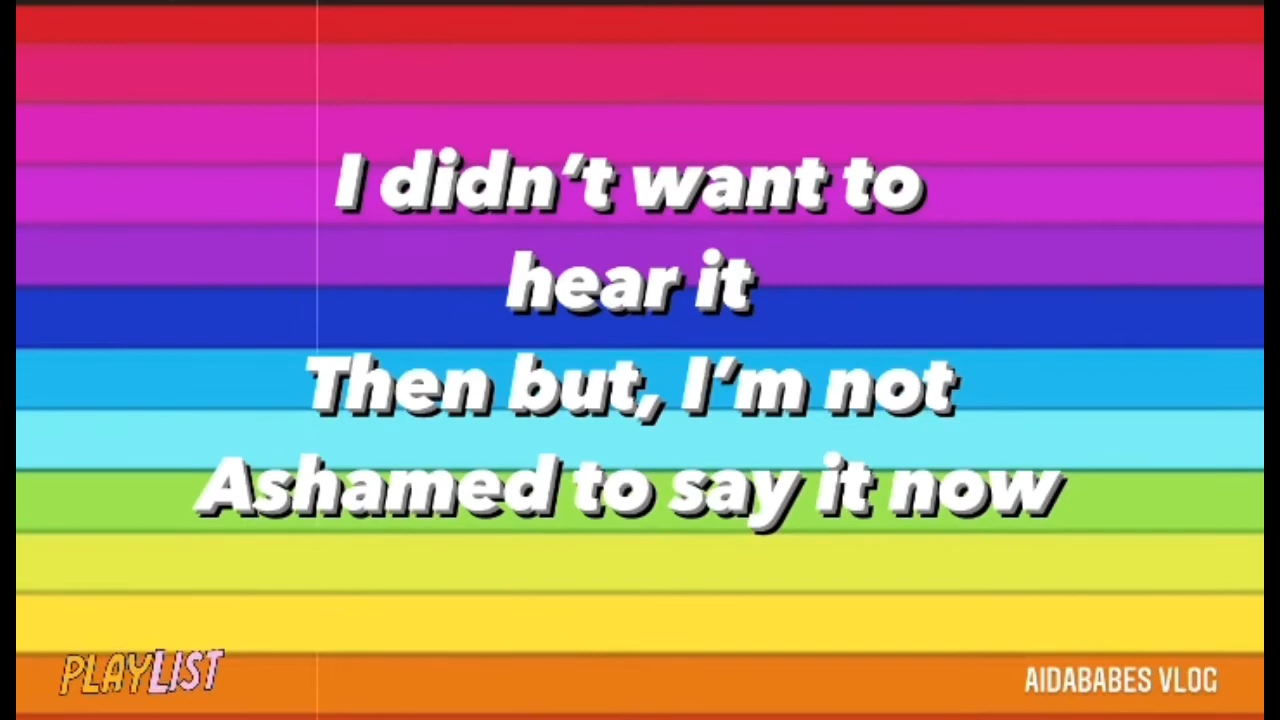 I didn’t want to
hear it
Then but, I’m not
Ashamed to say it now
PLAYLIST
AIDABABES VLOG